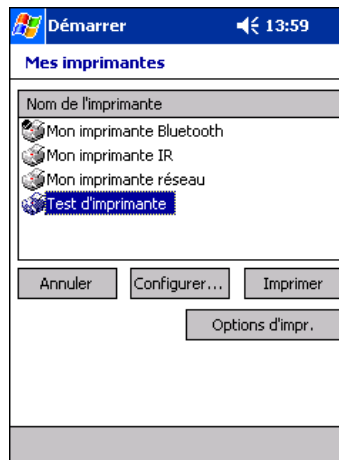 Démarrer 13:59
Mes imprimantes
Nom de l'imprimante
Mon imprimante Bluetooth
Mon imprimante IR
Mon imprimante réseau
Test d'imprimante
Annuler Configurer... Imprimer
Options d'impr.